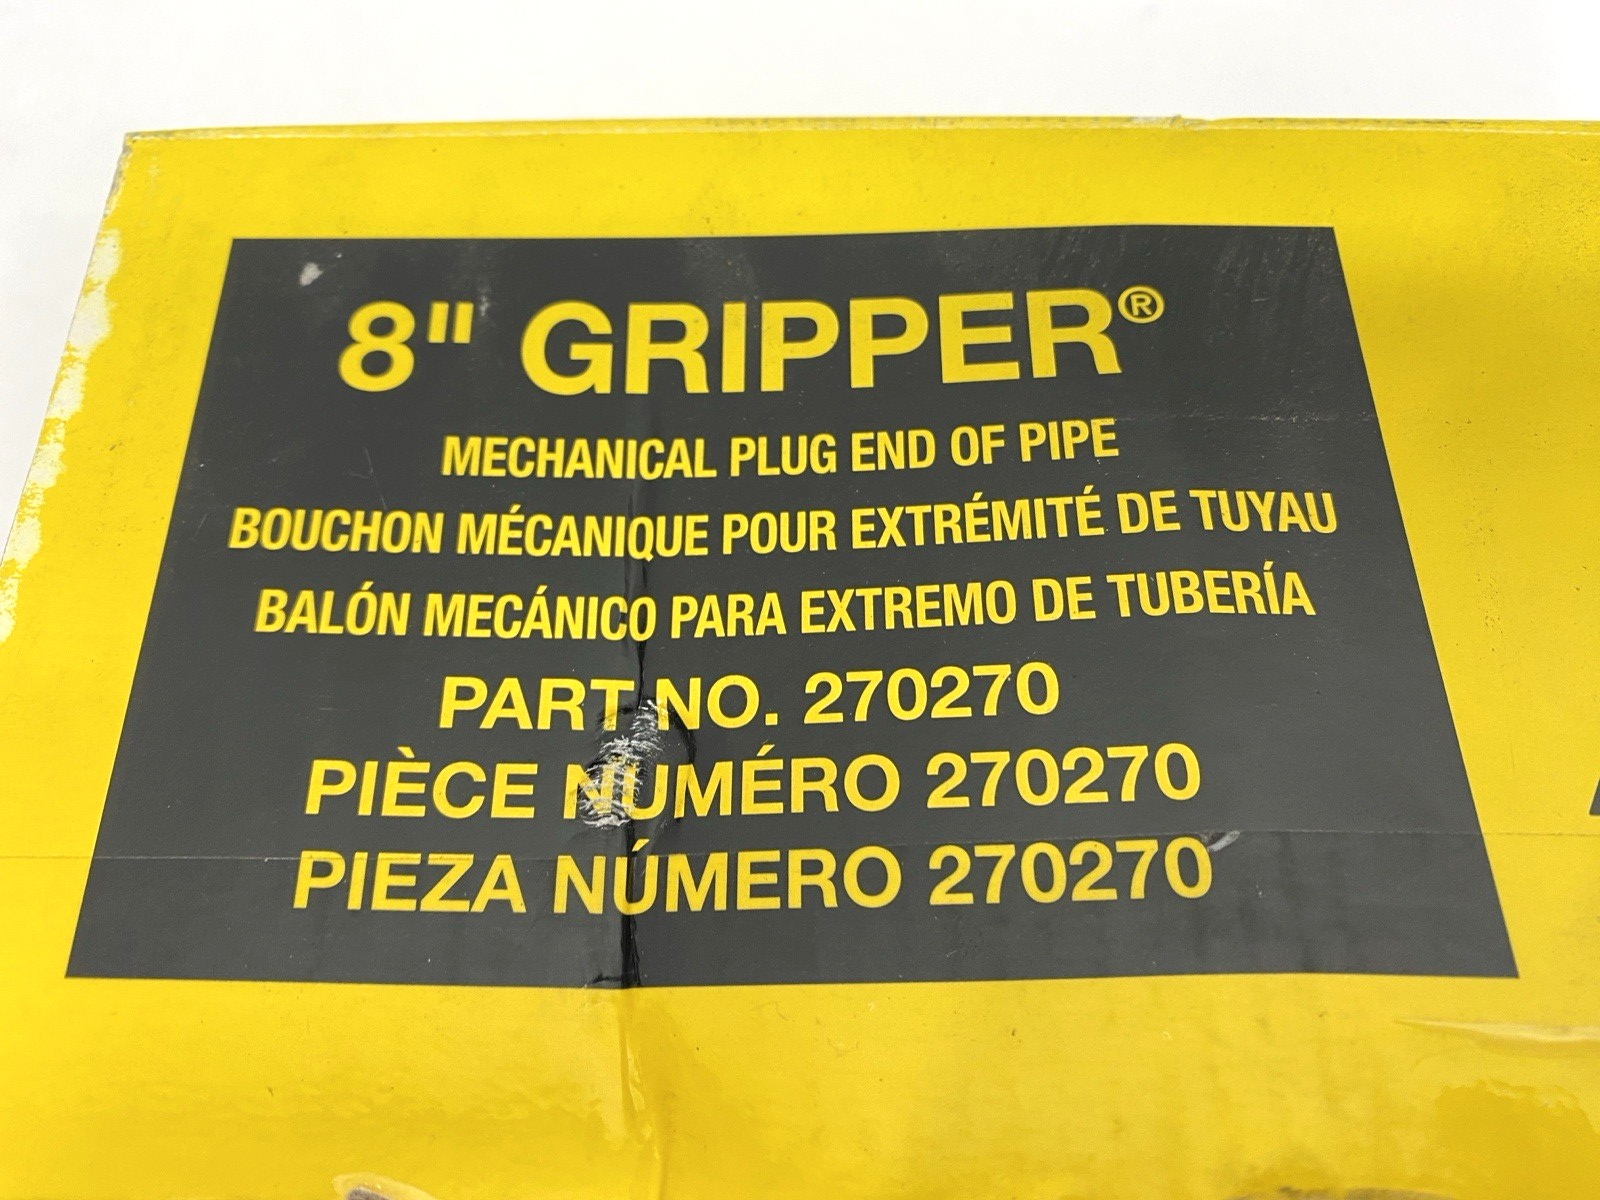 8" GRIPPER®
MECHANICAL PLUG END OF PIPE
BOUCHON MÉCANIQUE POUR EXTRÉMITÉ DE TUYAU
BALÓN MECÁNICO PARA EXTREMO DE TUBERÍA
PART NO. 270270
PIÈCE NUMÉRO 270270
PIEZA NÚMERO 270270